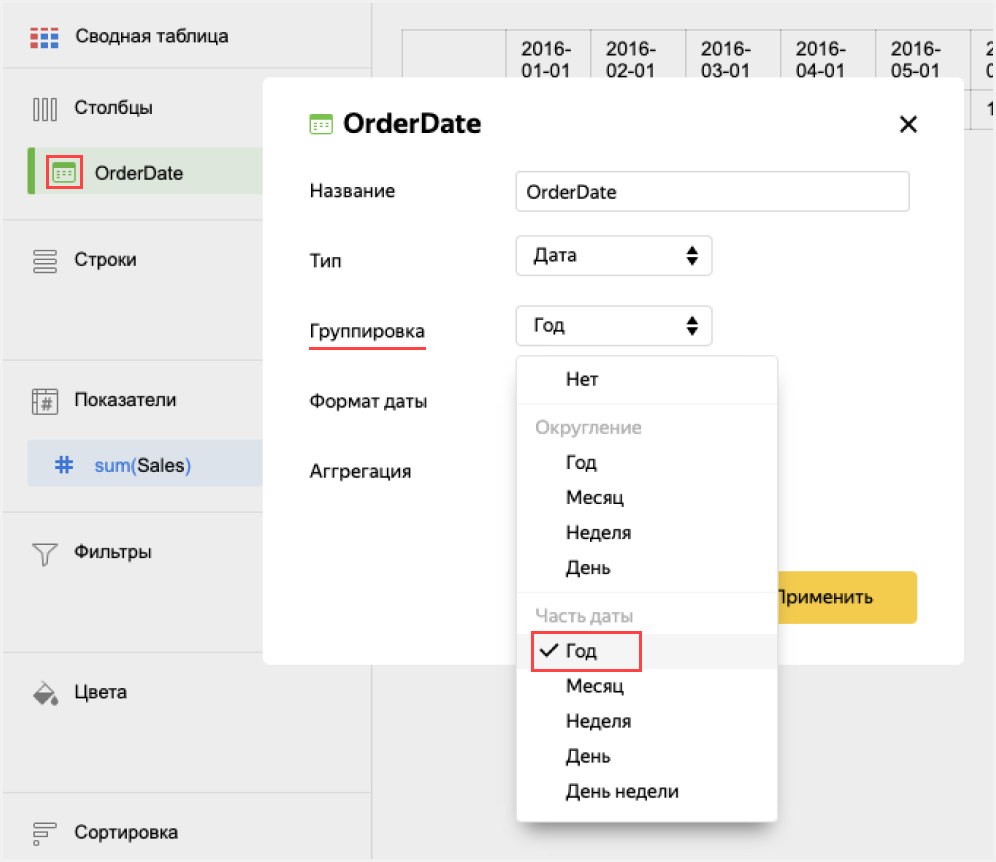 Сводная таблица
Столбцы
OrderDate
Строки
Показатели
sum(Sales)
Фильтры
Цвета
Сортировка
2016-
01-01
2016-
02-01
2016-
03-01
2016-
04-01
2016-
05-01
OrderDate
Название
OrderDate
Тип
Дата
Группировка
Год
Формат даты
Аггрегация
Нет
Округление
Год
Месяц
Неделя
День
Часть даты
Год
Месяц
Неделя
День
День недели
Применить